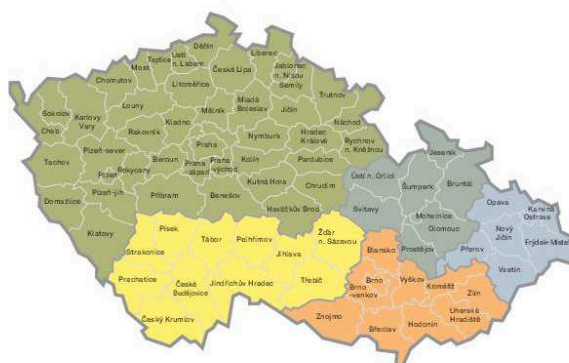 Děčín
Liberec
Teplice
Ústí
n. Labem
Most
Česká Lípa
Jablonec
n. Nisou
Semily
Chomutov
Litoměřice
Trutnov
Louny
Mělník
Mladá
Boleslav
Jičín
Sokolov
Karlovy
Vary
Cheb
Kladno
Náchod
Rakovník
Nymburk
Hradec
Králové
Rychnov
n. Kněžnou
Praha
Plzeň-sever
Beroun
Praha
-západ
Praha
-východ
Kolín
Pardubice
Tachov
Plzeň
Rokycany
Kutná Hora
Chrudim
Plzeň-jih
Příbram
Benešov
Domažlice
Havlíčkův Brod
Klatovy
Jeseník
Ústí n. Orlicí
Šumperk
Bruntál
Svitavy
Mohelnice
Olomouc
Prostějov
Opava
Karviná
Ostrava
Nový
Jičín
Frýdek-Místek
Přerov
Vsetín
Písek
Tábor
Pelhřimov
Žďár
n. Sázavou
Strakonice
Jihlava
Prachatice
České
Budějovice
Jindřichův Hradec
Třebíč
Český Krumlov
Blansko
Brno
Brno
-venkov
Vyškov
Kroměříž
Zlín
Uherské
Hradiště
Znojmo
Hodonín
Břeclav